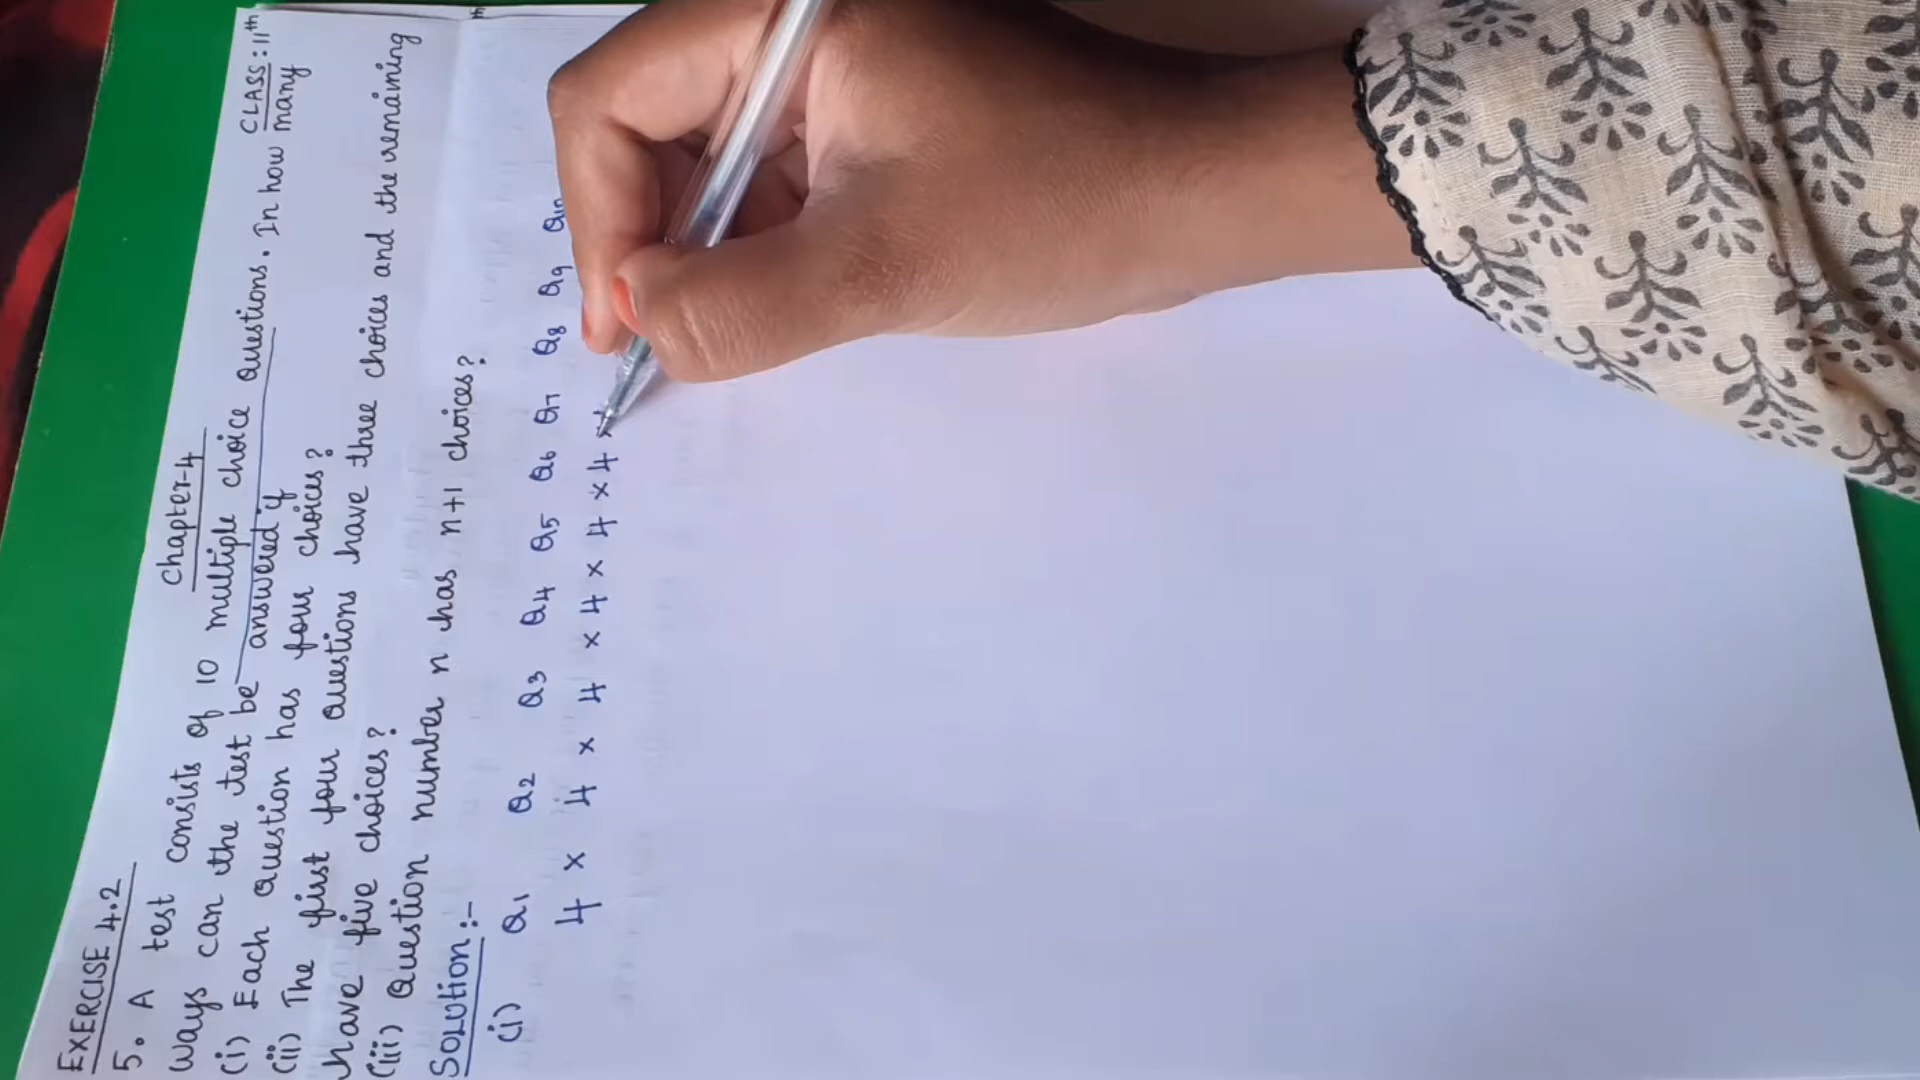 Chapter-4
CLASS:11th
EXERCISE 4.2
5. A test consists of 10 multiple choice questions. In how many
ways can the test be answered if
(i) Each question has four choices?
(ii) The first four questions have three choices and the remaining
have five choices?
(iii) Question number n has n+1 choices?
Solution:-
(i) Q1 Q2 Q3 Q4 Q5 Q6 Q7 Q8 Q9 Q10
4 × 4 × 4 × 4 × 4 × 4 ×